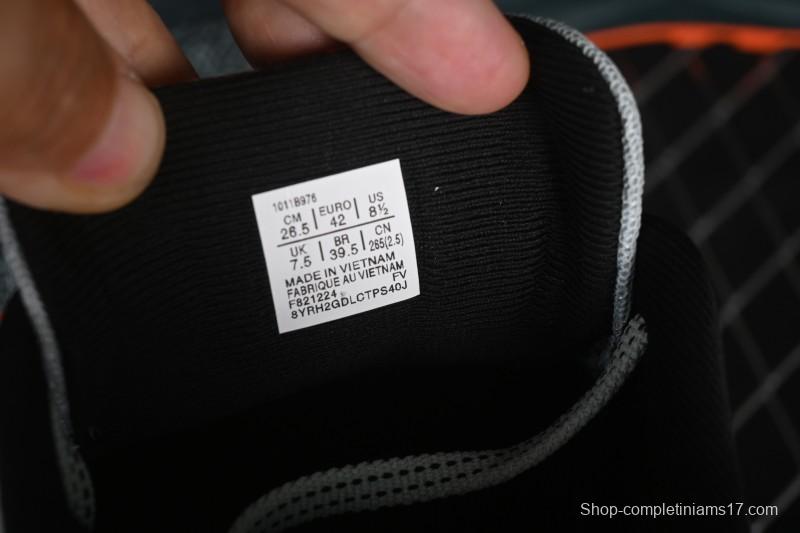 1011B976
CM EURO US
26.5 42 8½
UK BR CN
7.5 39.5 265(2.5)
MADE IN VIETNAM
FABRIQUE AU VIETNAM
F821224 FV
8YRH2GDLCTPS40J
Shop-completiniams17.com